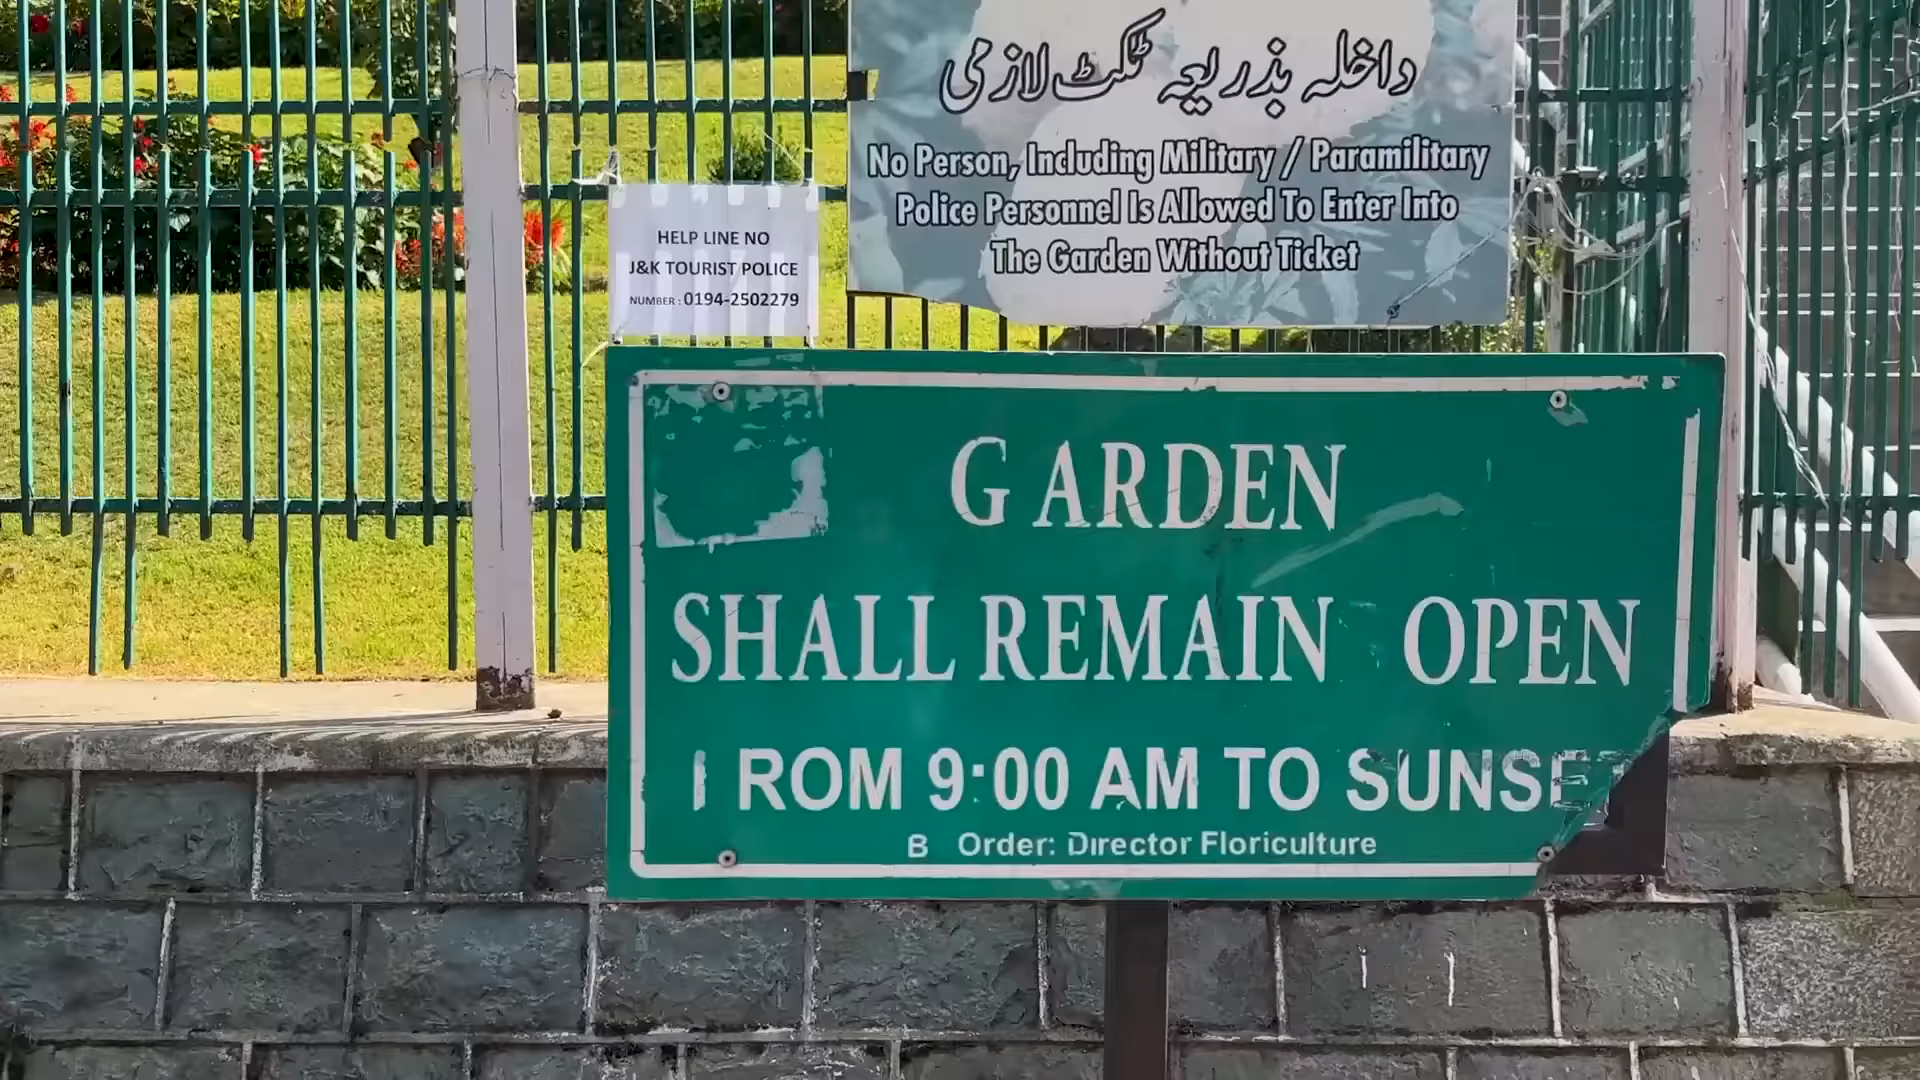 داخلہ بذریعہ ٹکٹ لازمی
No Person, Including Military / Paramilitary
Police Personnel Is Allowed To Enter Into
The Garden Without Ticket
HELP LINE NO
J&K TOURIST POLICE
NUMBER : 0194-2502279
G ARDEN
SHALL REMAIN OPEN
ROM 9:00 AM TO SUNSE
B Order: Director Floriculture